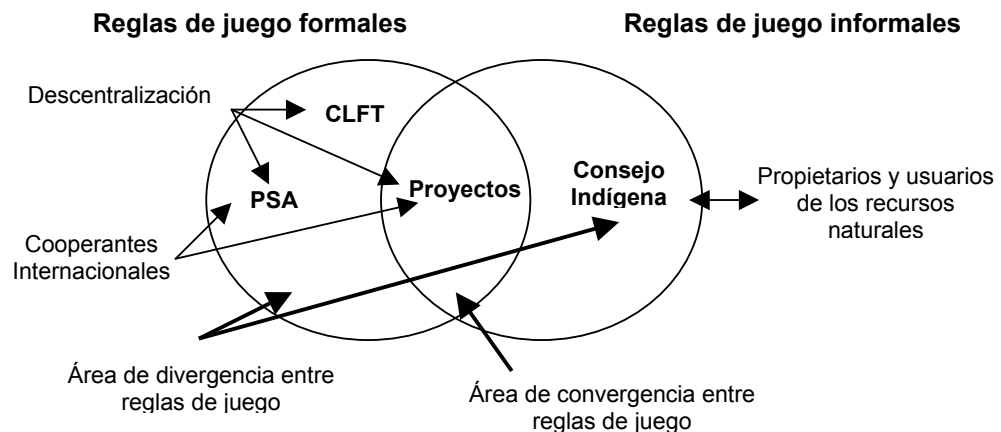 Reglas de juego formales
Reglas de juego informales
Descentralización
CLFT
PSA
Proyectos
Consejo
Indígena
Propietarios y usuarios
de los recursos
naturales
Cooperantes
Internacionales
Área de divergencia entre
reglas de juego
Área de convergencia entre
reglas de juego